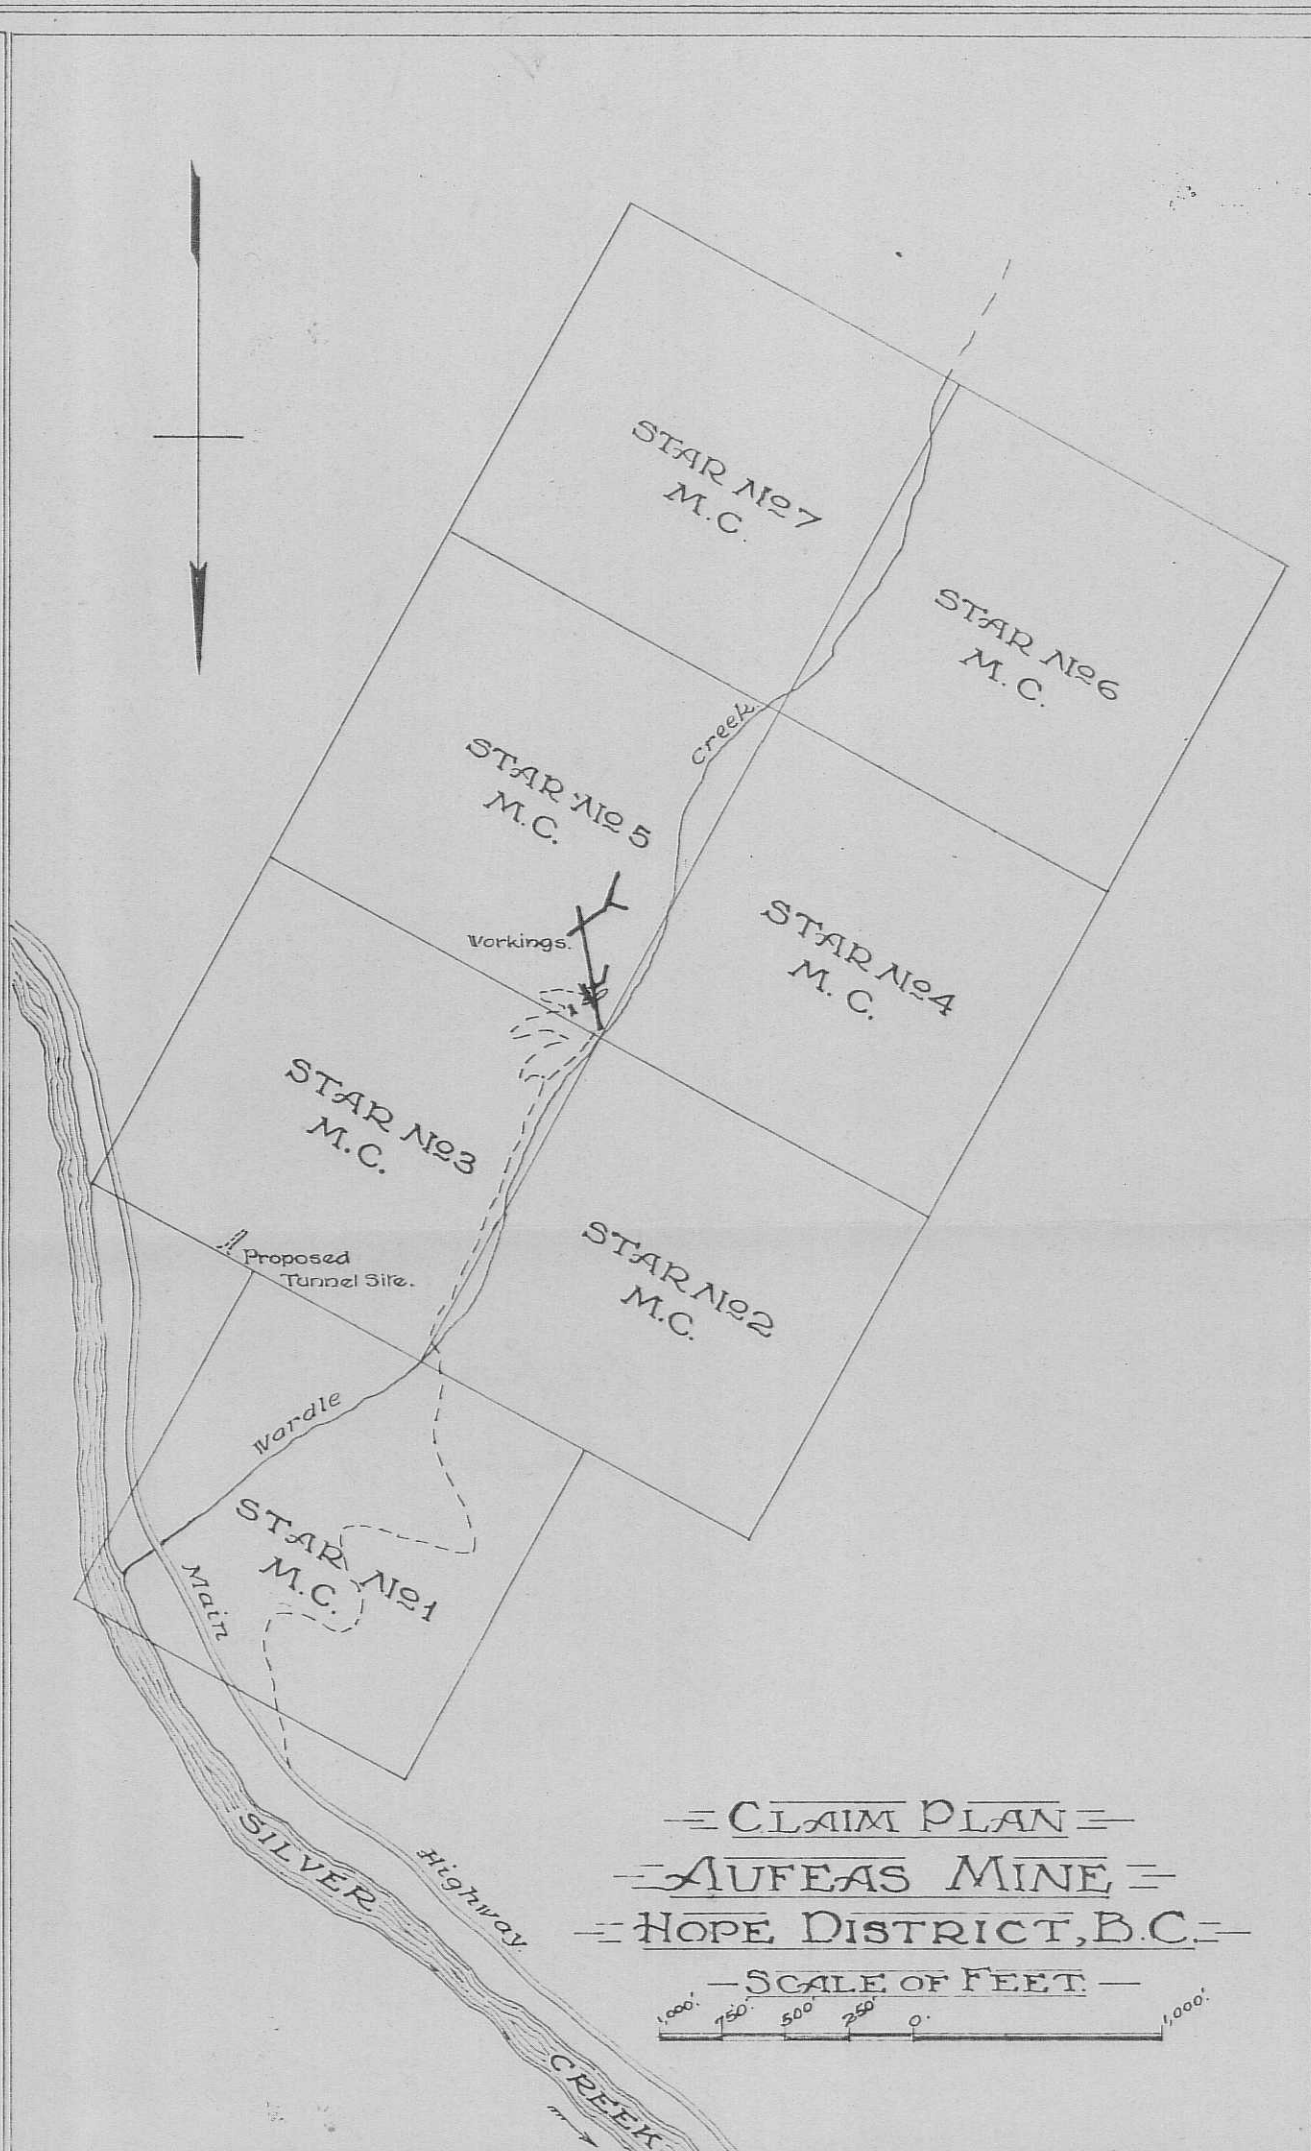 STAR No 7
M.C.
STAR No 6
M.C.
Creek
STAR No 5
M.C.
STAR No 4
M.C.
Workings.
STAR No 3
M.C.
STAR No 2
M.C.
Proposed
Tunnel Site.
Wardle
STAR No 1
M.C.
Main
Highway
SILVER
CREEK
CLAIM PLAN
AUFEAS MINE
HOPE DISTRICT, B.C.
SCALE OF FEET.
1,000'. 750'. 500' 250' 0. 1,000'.